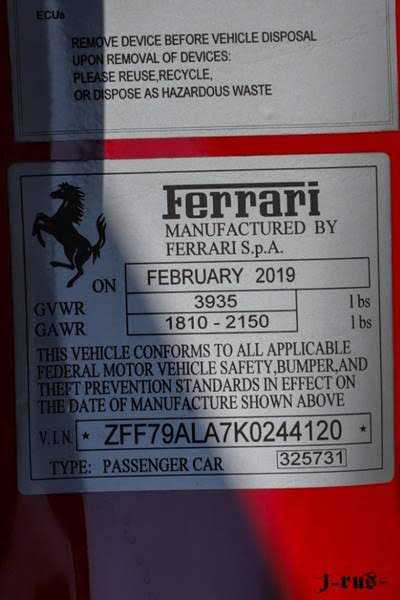 ECUs
REMOVE DEVICE BEFORE VEHICLE DISPOSAL
UPON REMOVAL OF DEVICES:
PLEASE REUSE,RECYCLE,
OR DISPOSE AS HAZARDOUS WASTE
Ferrari
MANUFACTURED BY
FERRARI S.p.A.
ON FEBRUARY 2019
GVWR 3935 lbs
GAWR 1810 - 2150 lbs
THIS VEHICLE CONFORMS TO ALL APPLICABLE
FEDERAL MOTOR VEHICLE SAFETY,BUMPER,AND
THEFT PREVENTION STANDARDS IN EFFECT ON
THE DATE OF MANUFACTURE SHOWN ABOVE
V.I.N. * ZFF79ALA7K0244120 *
TYPE: PASSENGER CAR 325731
J-rud-